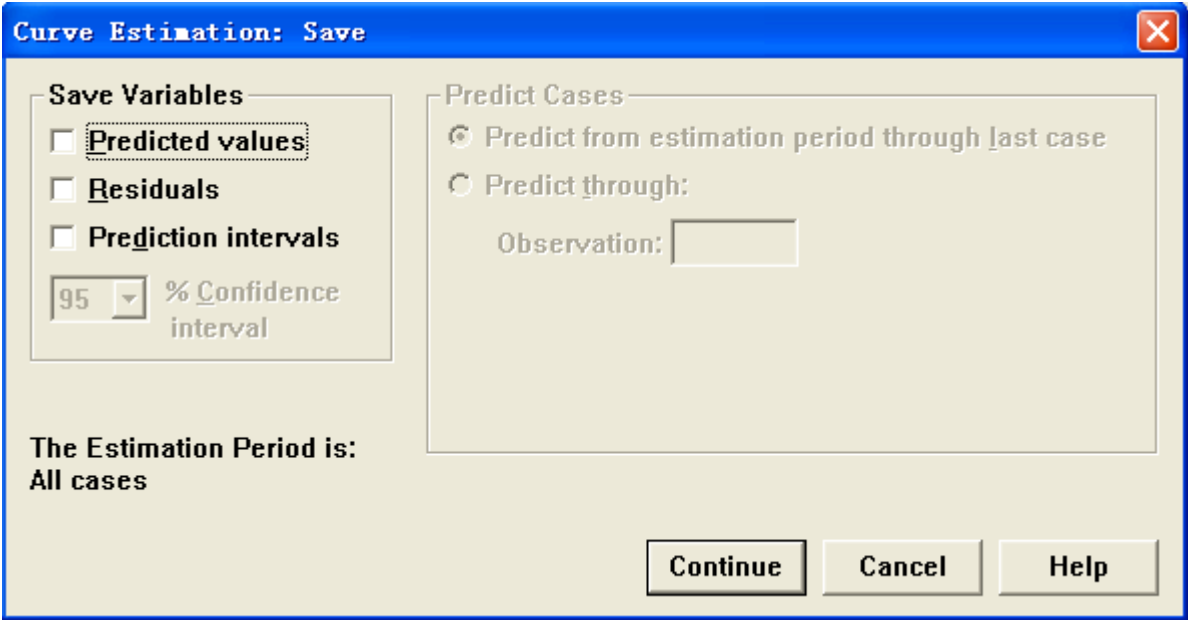 Curve Estimation: Save
Save Variables
Predicted values
Residuals
Prediction intervals
95
% Confidence
interval
Predict Cases
Predict from estimation period through last case
Predict through:
Observation:
The Estimation Period is:
All cases
Continue
Cancel
Help